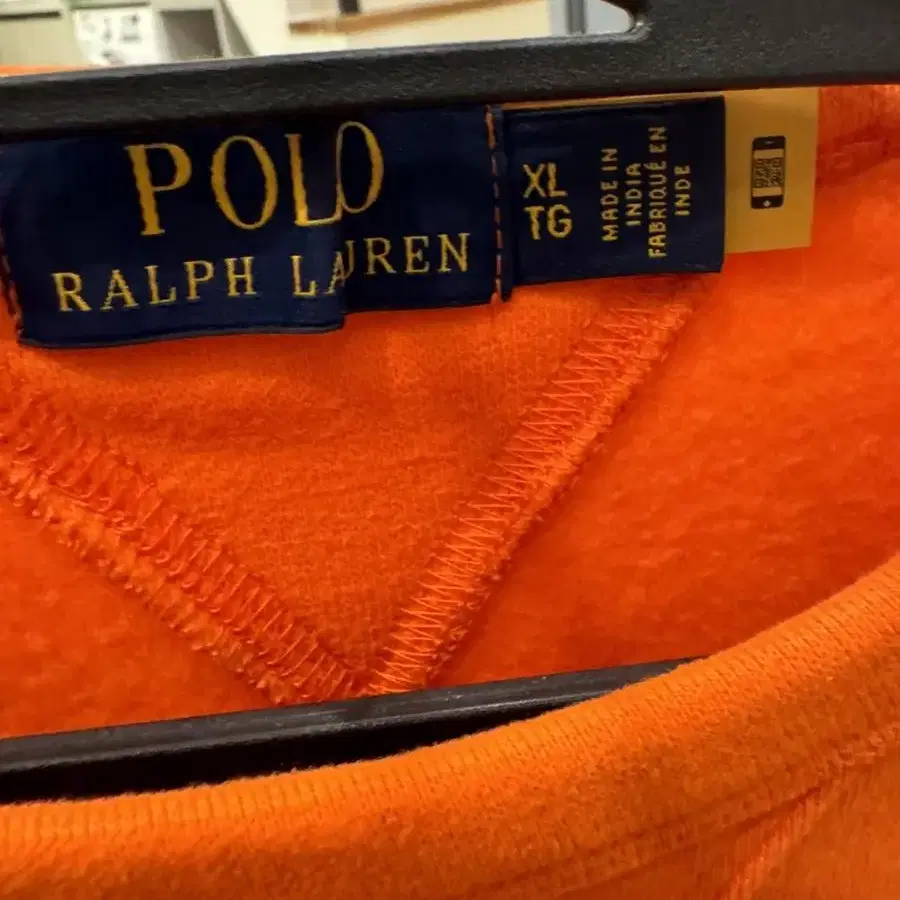 POLO
RALPH LAUREN
XL
TG
MADE IN
INDIA
FABRIQUÉ EN
INDE